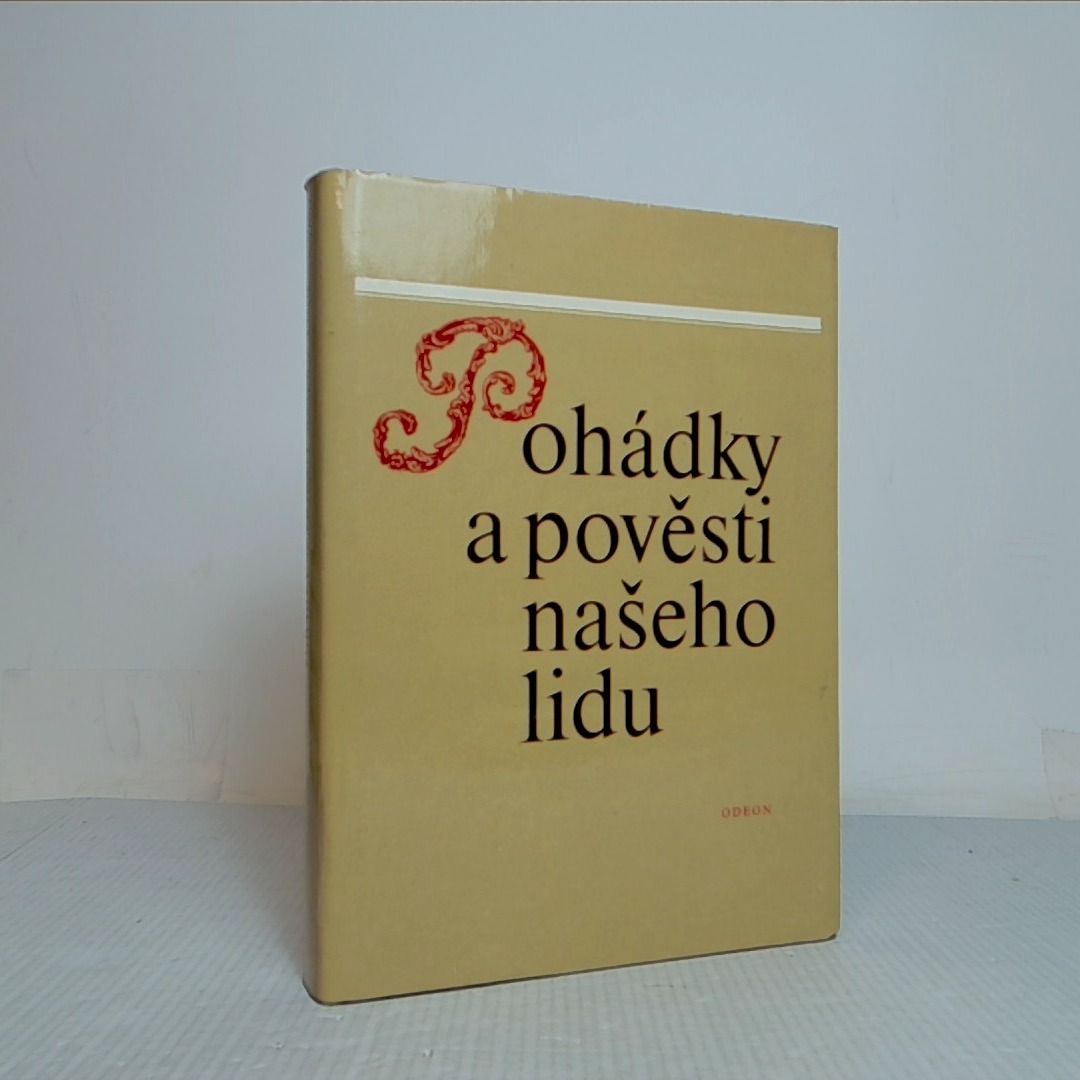 Pohádky
a pověsti
našeho
lidu
ODEON